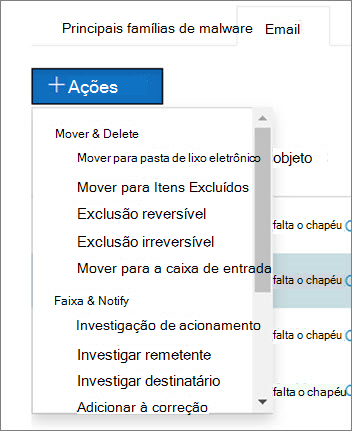 Principais famílias de malware
Email
+ Ações
Mover & Delete
Mover para pasta de lixo eletrônico
objeto
Mover para Itens Excluídos
Exclusão reversível
falta o chapéu
Exclusão irreversível
Mover para a caixa de entrada
falta o chapéu
Faixa & Notify
Investigação de acionamento
falta o chapéu
Investigar remetente
Investigar destinatário
falta o chapéu
Adicionar à correção